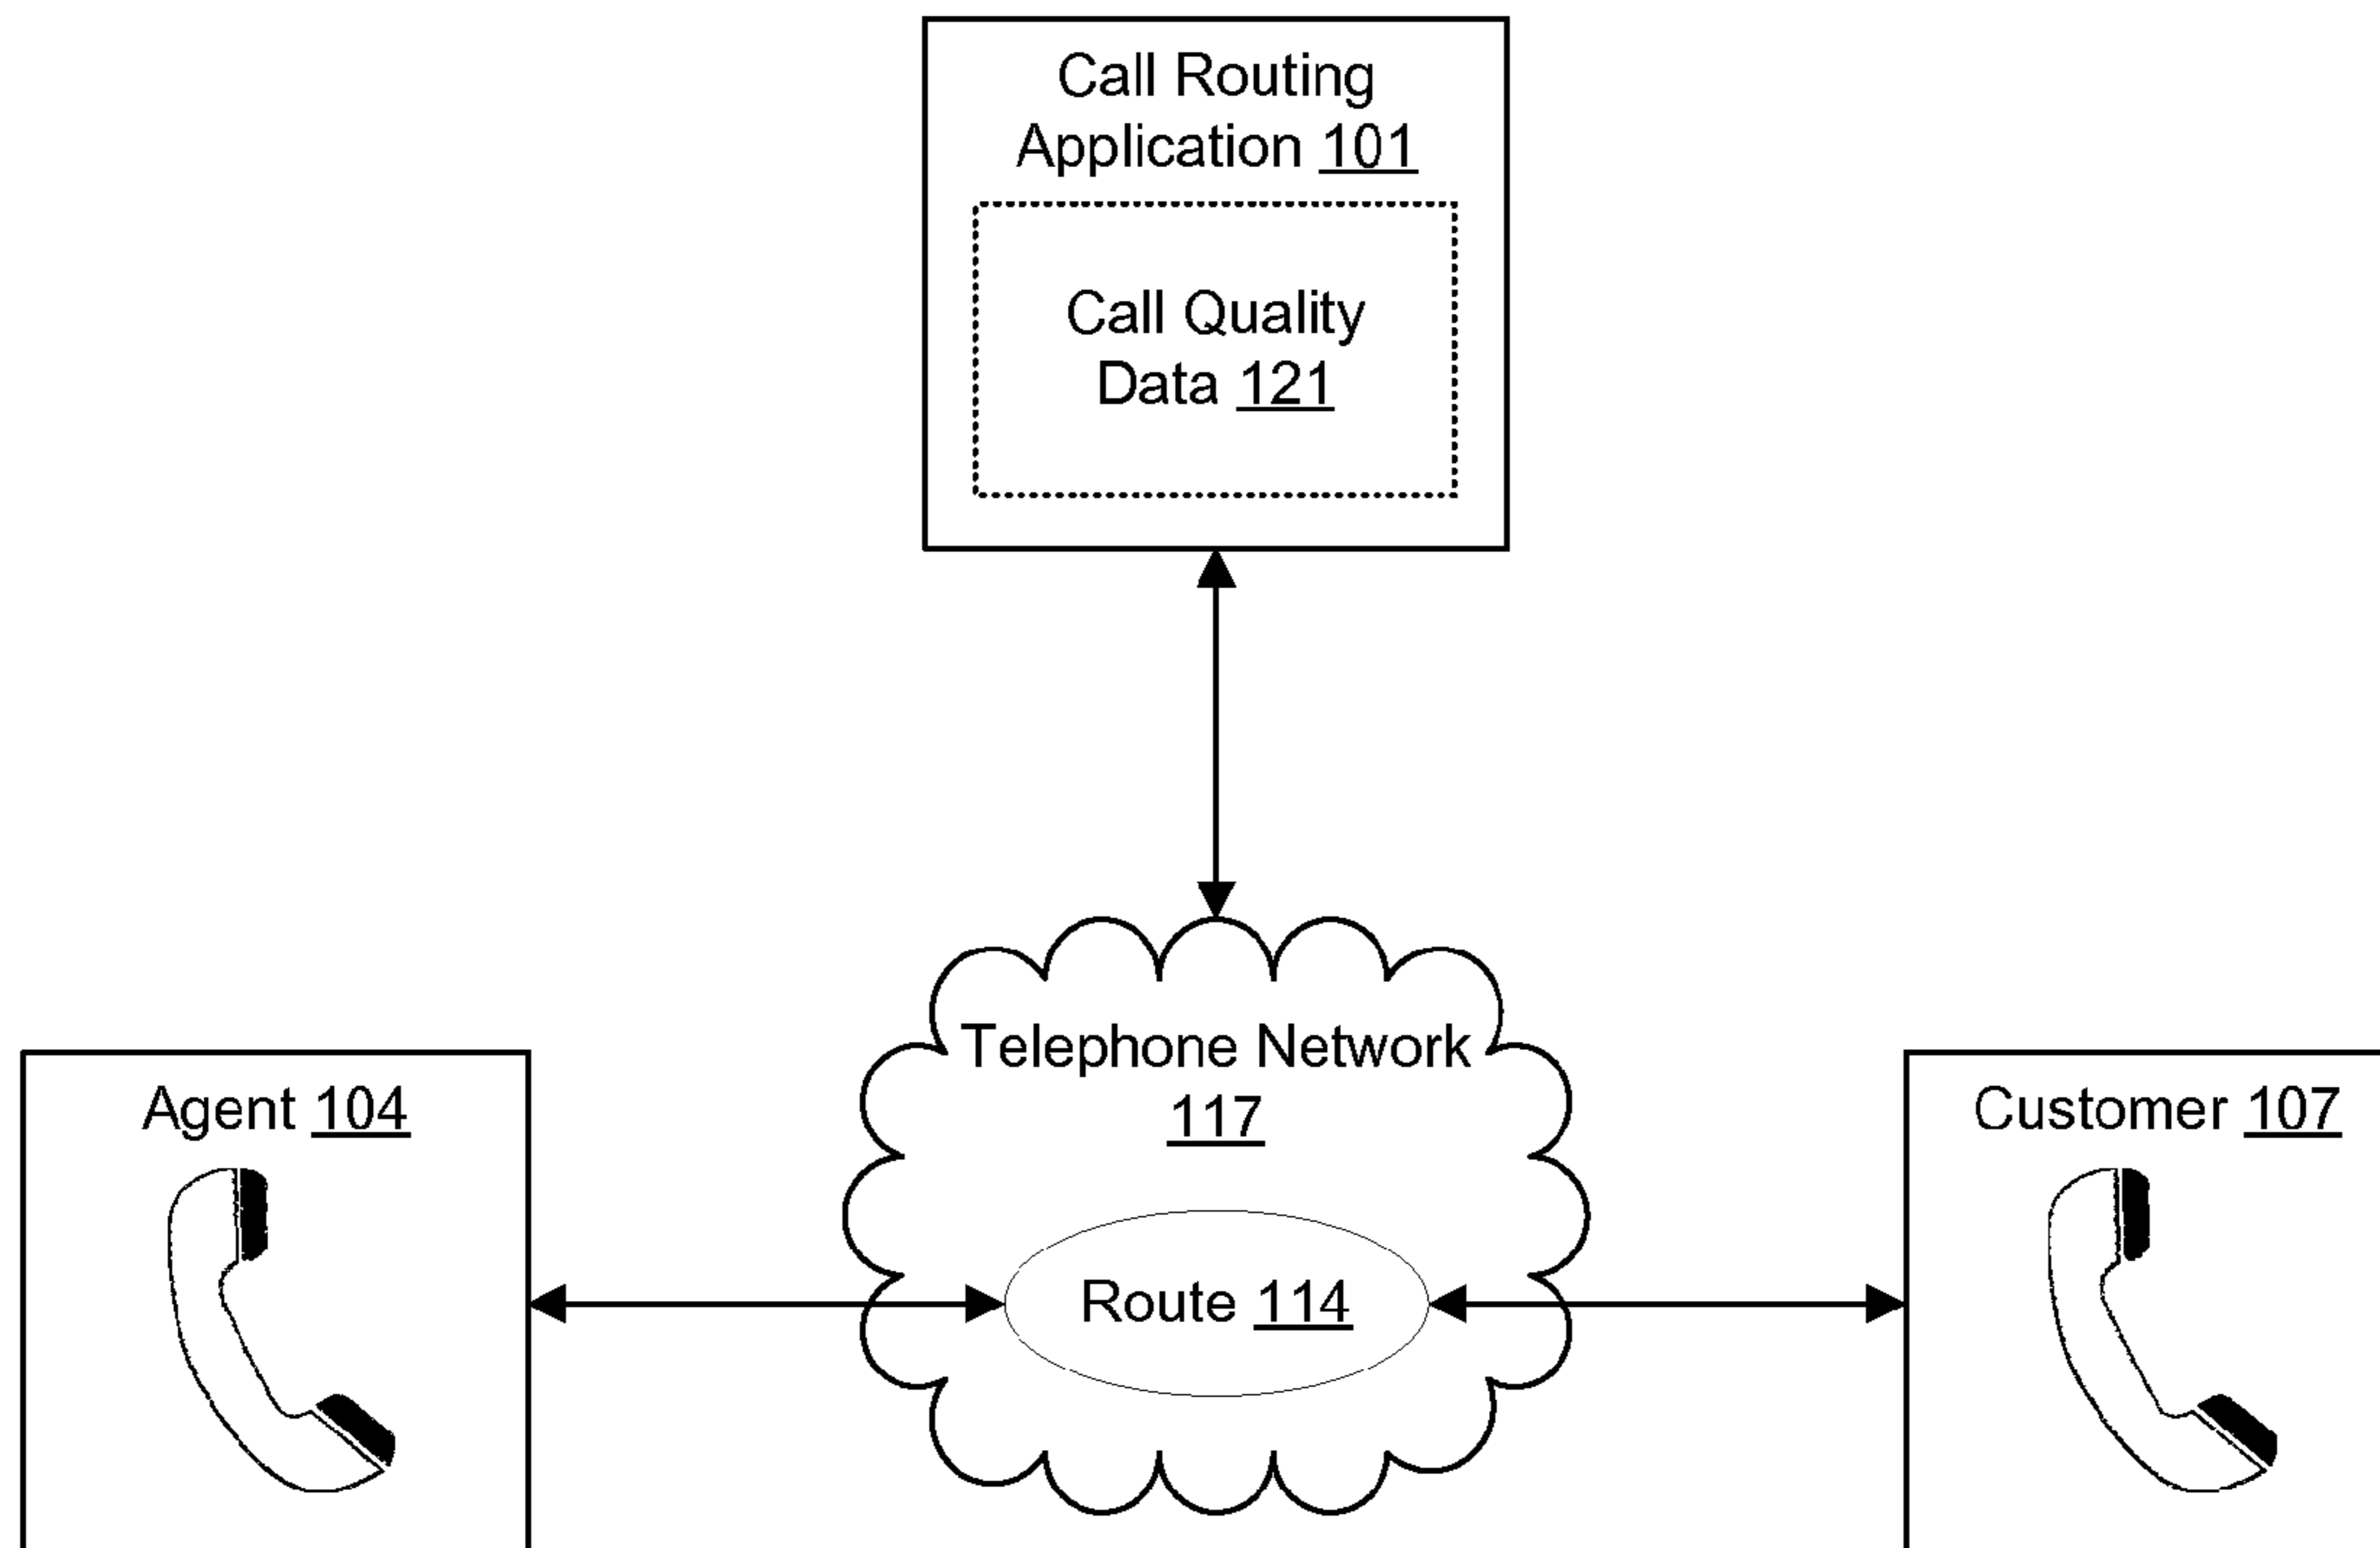 Call Routing
Application 101
Call Quality
Data 121
Telephone Network
117
Agent 104
Customer 107
Route 114